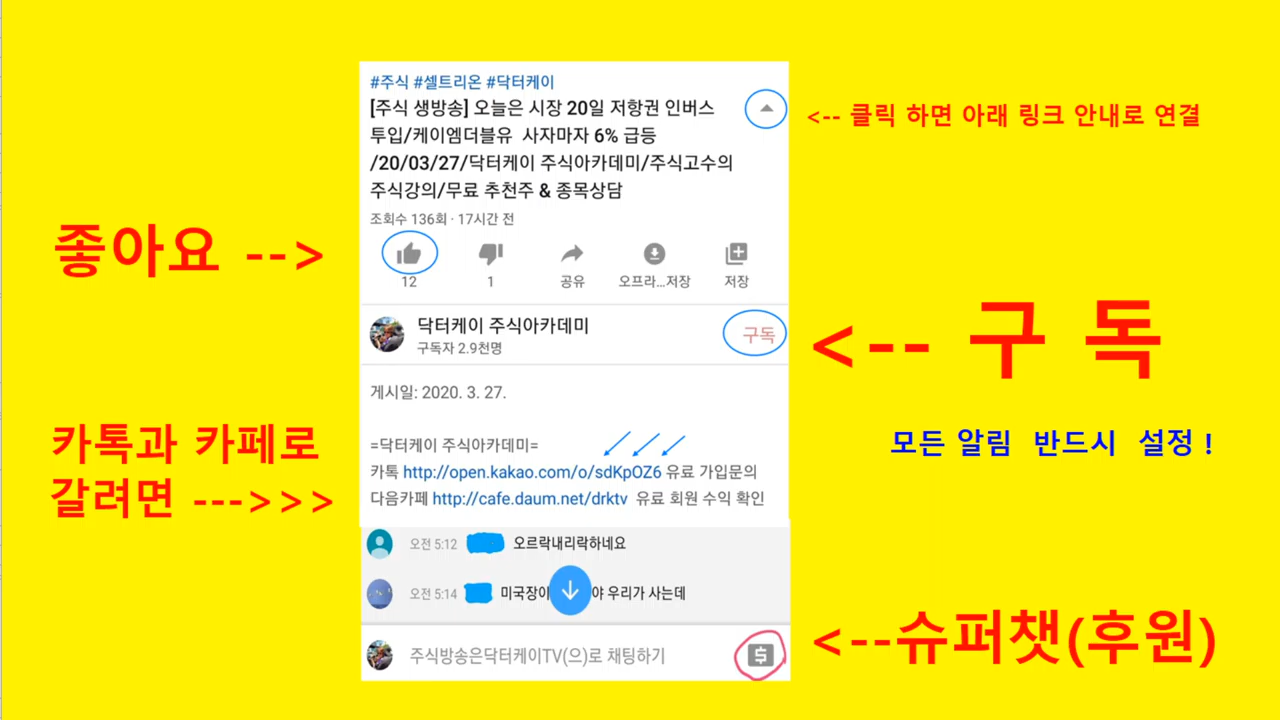 #주식 #셀트리온 #닥터케이
[주식 생방송] 오늘은 시장 20일 저항권 인버스
투입/케이엠더블유 사자마자 6% 급등
/20/03/27/닥터케이 주식아카데미/주식고수의
주식강의/무료 추천주 & 종목상담
조회수 136회 · 17시간 전
<-- 클릭 하면 아래 링크 안내로 연결
좋아요 -->
12
1
공유
오프라...저장
저장
닥터케이 주식아카데미
구독자 2.9천명
구독
<-- 구 독
게시일: 2020. 3. 27.
모든 알림 반드시 설정 !
카톡과 카페로
갈려면 --->>>
=닥터케이 주식아카데미=
카톡 http://open.kakao.com/o/sdKpOZ6 유료 가입문의
다음카페 http://cafe.daum.net/drktv 유료 회원 수익 확인
오전 5:12 오르락내리락하네요
오전 5:14 미국장이 야 우리가 사는데
주식방송은닥터케이TV(으)로 채팅하기
<--슈퍼챗(후원)